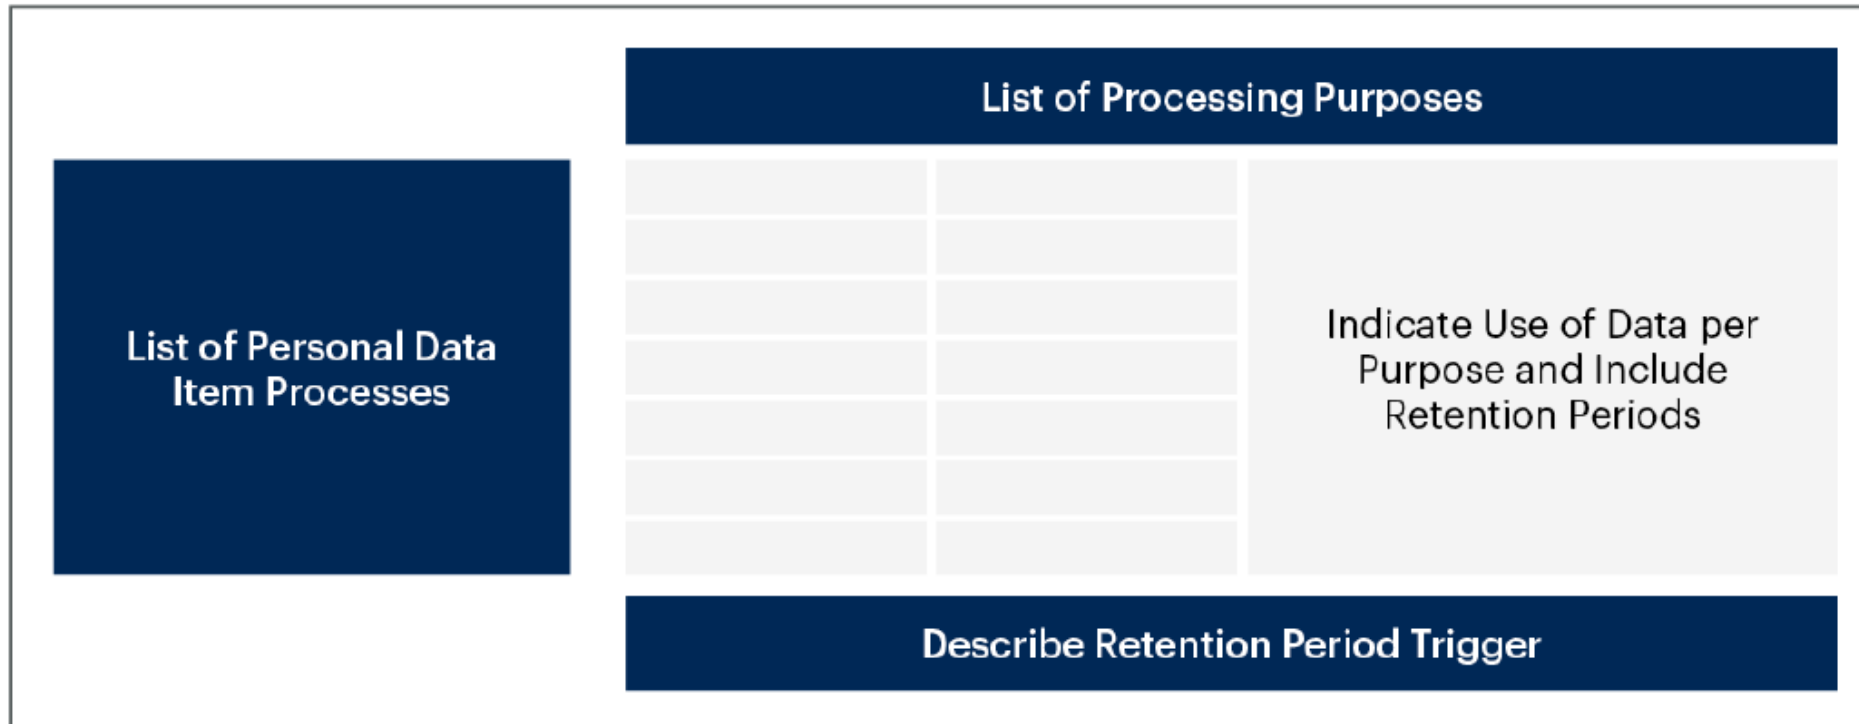 List of Processing Purposes
List of Personal Data
Item Processes
Indicate Use of Data per
Purpose and Include
Retention Periods
Describe Retention Period Trigger